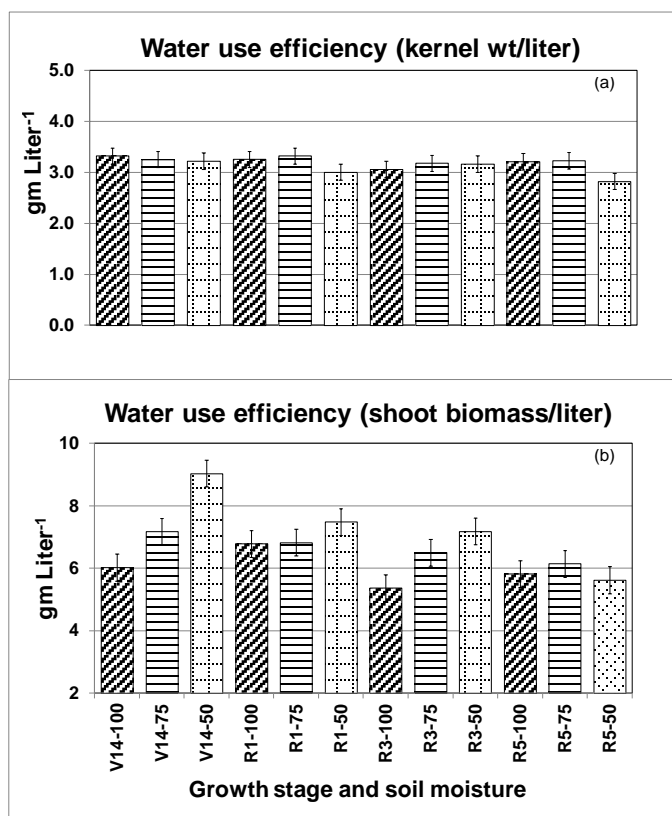 Water use efficiency (kernel wt/liter)
(a)
5.0
4.0
3.0
2.0
1.0
0.0
gm Liter⁻¹
Water use efficiency (shoot biomass/liter)
(b)
10
8
6
4
2
gm Liter⁻¹
V14-100
V14-75
V14-50
R1-100
R1-75
R1-50
R3-100
R3-75
R3-50
R5-100
R5-75
R5-50
Growth stage and soil moisture